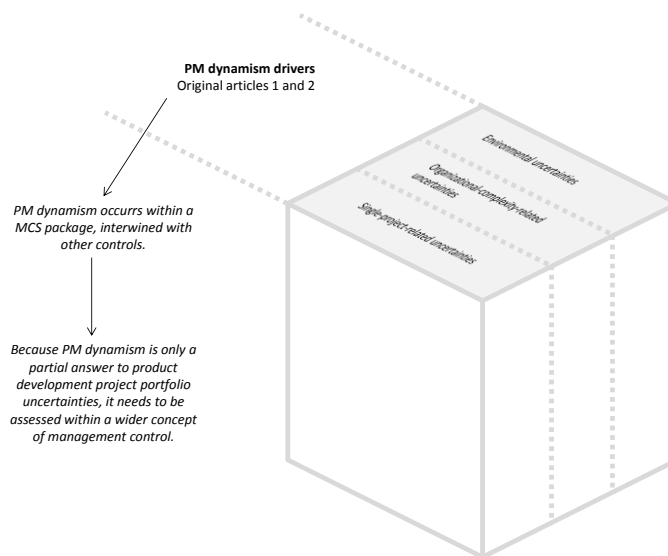 PM dynamism drivers
Original articles 1 and 2
PM dynamism occurrs within a
MCS package, interwined with
other controls.
Because PM dynamism is only a
partial answer to product
development project portfolio
uncertainties, it needs to be
assessed within a wider concept
of management control.
Environmental uncertainties
Organizational-complexity-related
uncertainties
Single-project-related uncertainties